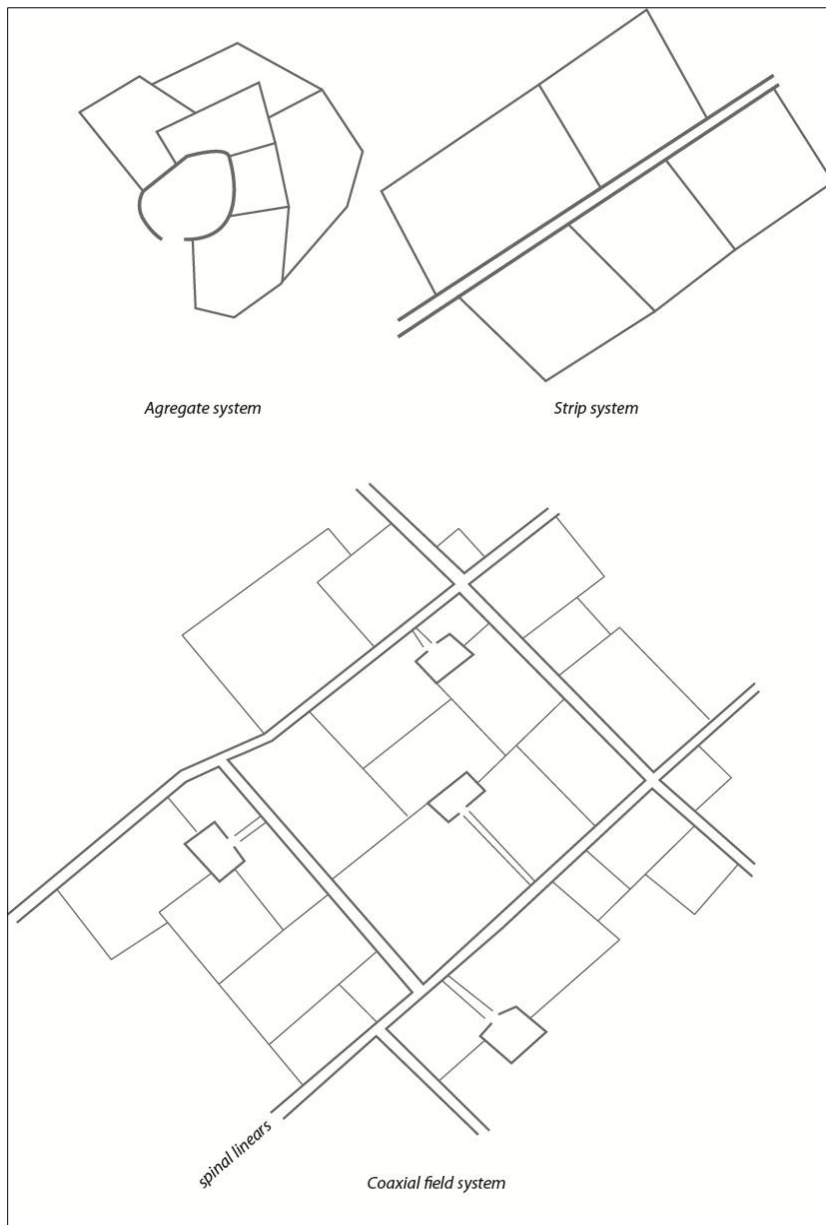 Agregate system
Strip system
spinal linears
Coaxial field system